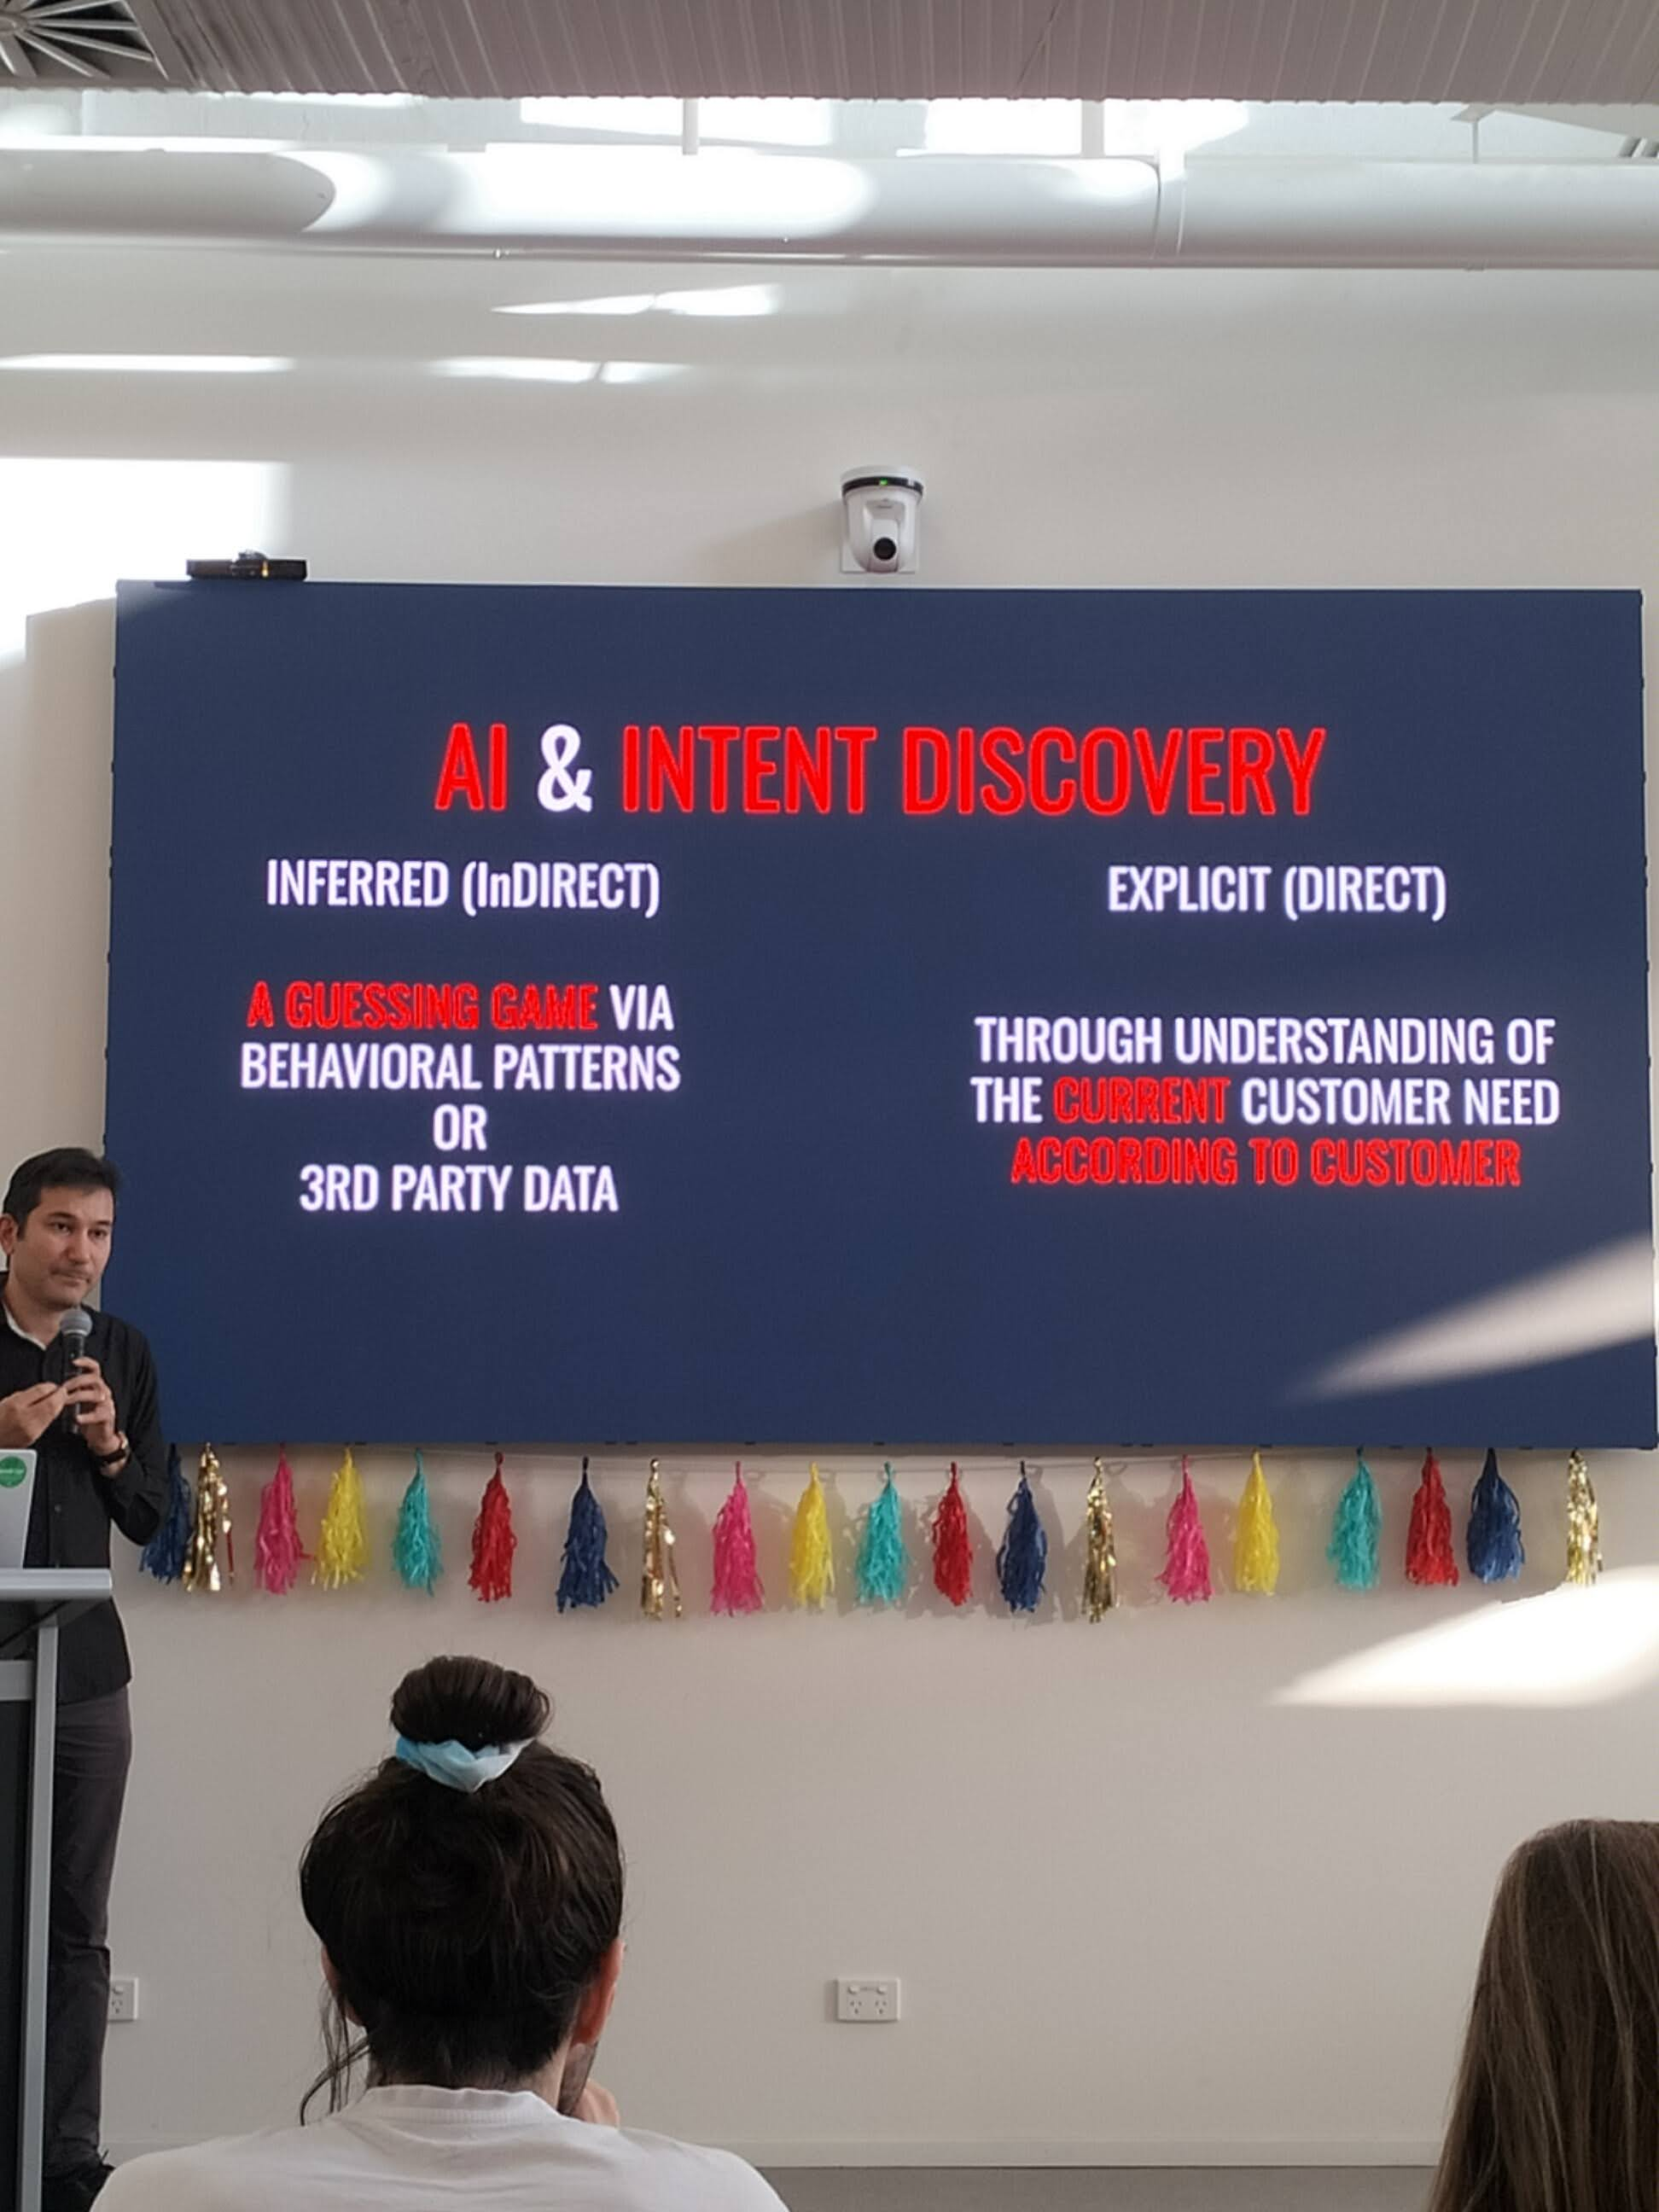 AI & INTENT DISCOVERY
INFERRED (InDIRECT)
A GUESSING GAME VIA
BEHAVIORAL PATTERNS
OR
3RD PARTY DATA
EXPLICIT (DIRECT)
THROUGH UNDERSTANDING OF
THE CURRENT CUSTOMER NEED
ACCORDING TO CUSTOMER